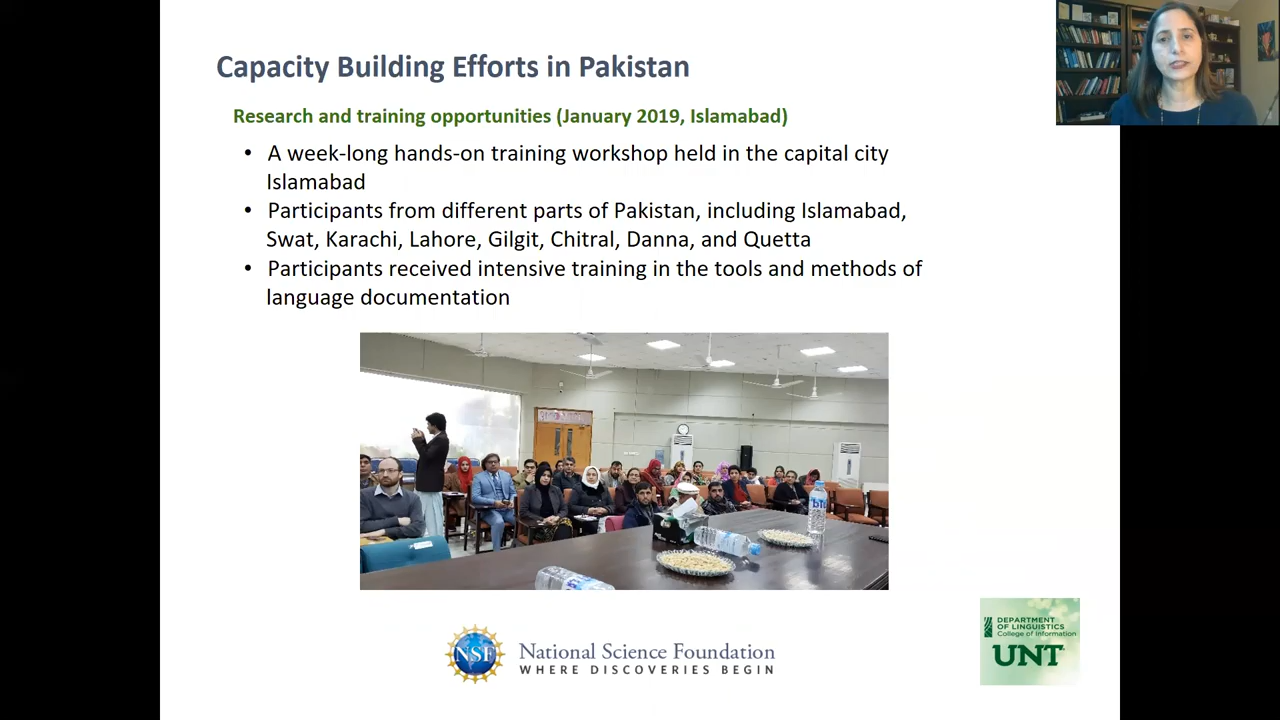 Capacity Building Efforts in Pakistan
Research and training opportunities (January 2019, Islamabad)
• A week-long hands-on training workshop held in the capital city
Islamabad
• Participants from different parts of Pakistan, including Islamabad,
Swat, Karachi, Lahore, Gilgit, Chitral, Danna, and Quetta
• Participants received intensive training in the tools and methods of
language documentation
NSF
National Science Foundation
WHERE DISCOVERIES BEGIN
DEPARTMENT
OF LINGUISTICS
College of Information
UNT